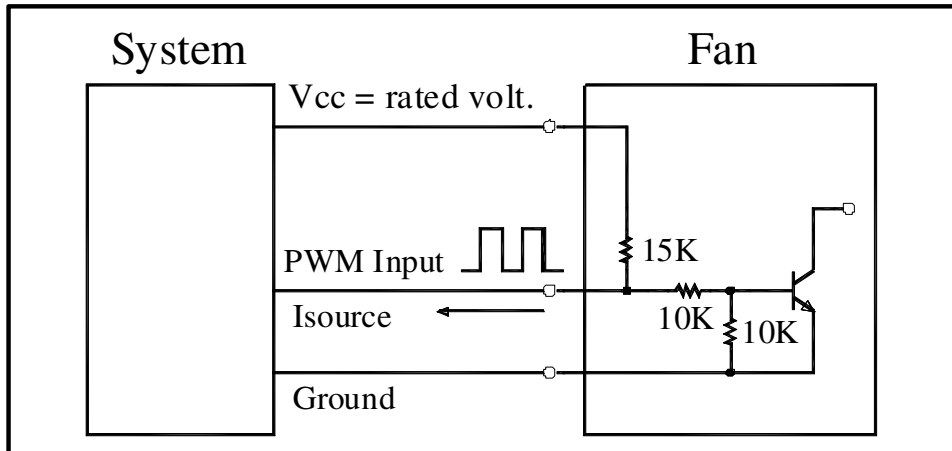 System
Fan
Vcc = rated volt.
PWM Input
15K
Isource
10K
10K
Ground